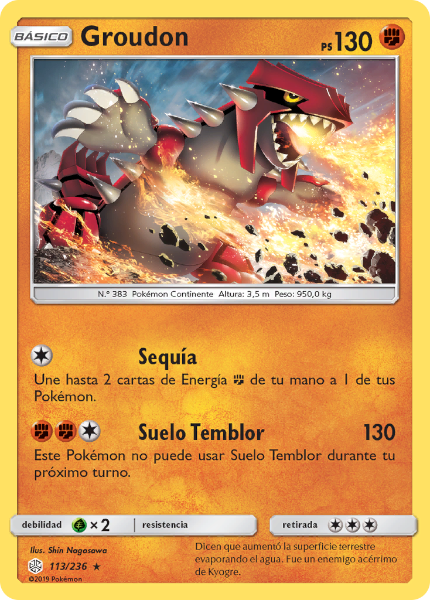 BÁSICO Groudon PS 130
N.º 383 Pokémon Continente Altura: 3,5 m Peso: 950,0 kg
Sequía
Une hasta 2 cartas de Energía de tu mano a 1 de tus
Pokémon.
Suelo Temblor 130
Este Pokémon no puede usar Suelo Temblor durante tu
próximo turno.
debilidad ×2 resistencia retirada
Ilus. Shin Nagasawa
113/236 ★
©2019 Pokémon
Dicen que aumentó la superficie terrestre
evaporando el agua. Fue un enemigo acérrimo
de Kyogre.